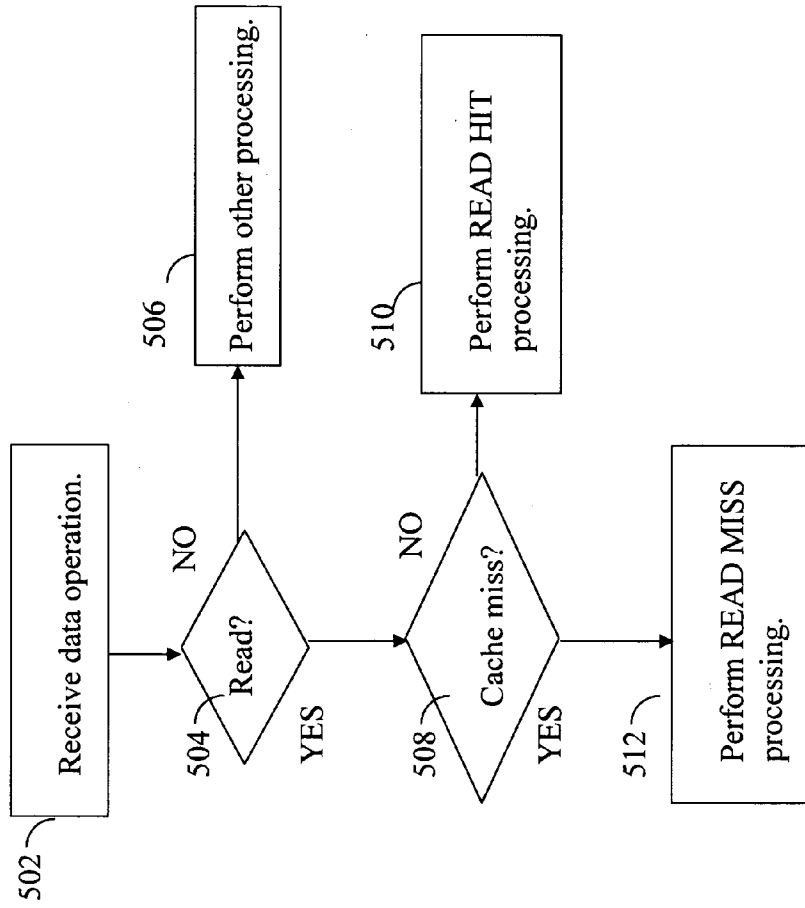 502
Receive data operation.
504
Read?
NO
YES
506
Perform other processing.
508
Cache miss?
NO
YES
510
Perform READ HIT
processing.
512
Perform READ MISS
processing.